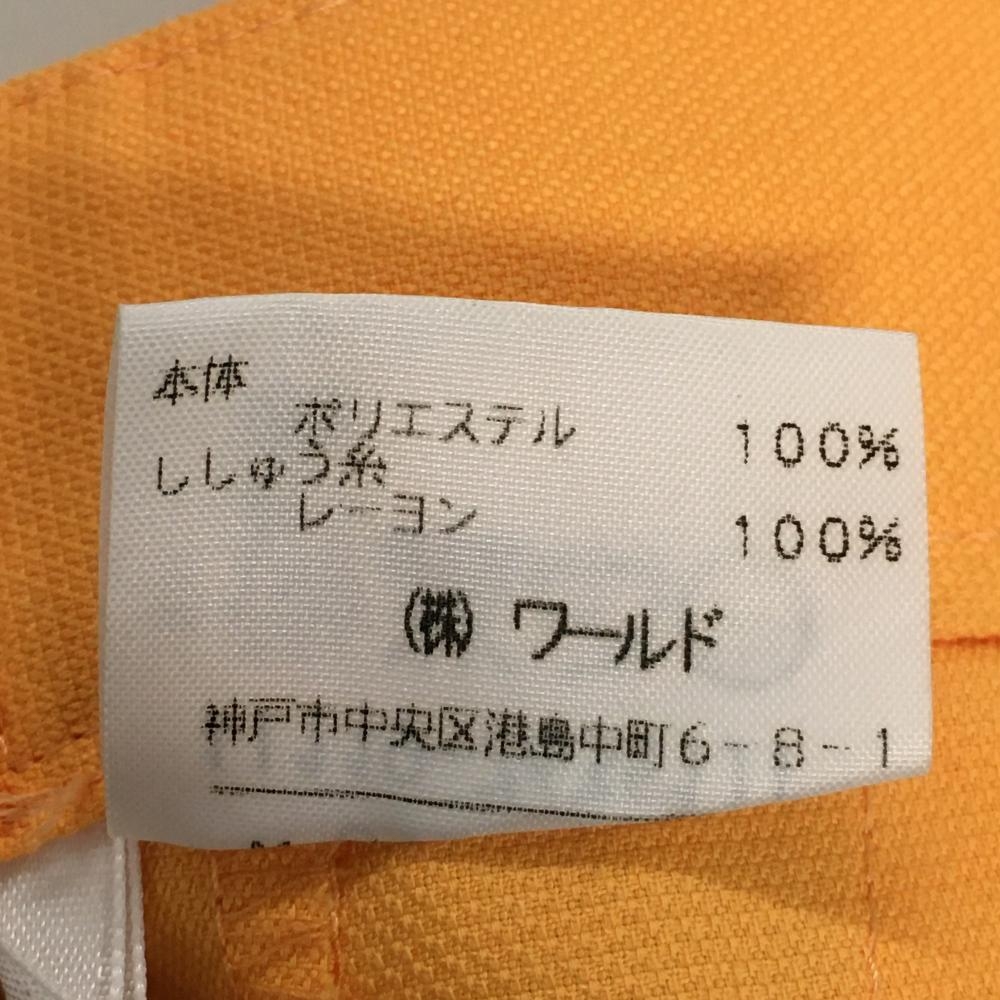 本体
ポリエステル 100%
ししゅう糸
レーヨン 100%
(株) ワールド
神戸市中央区港島中町6-8-1